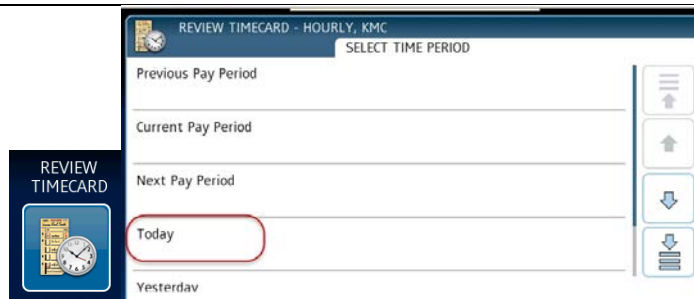 REVIEW TIMECARD - HOURLY, KMC
SELECT TIME PERIOD
Previous Pay Period
Current Pay Period
Next Pay Period
Today
Yesterday
REVIEW
TIMECARD